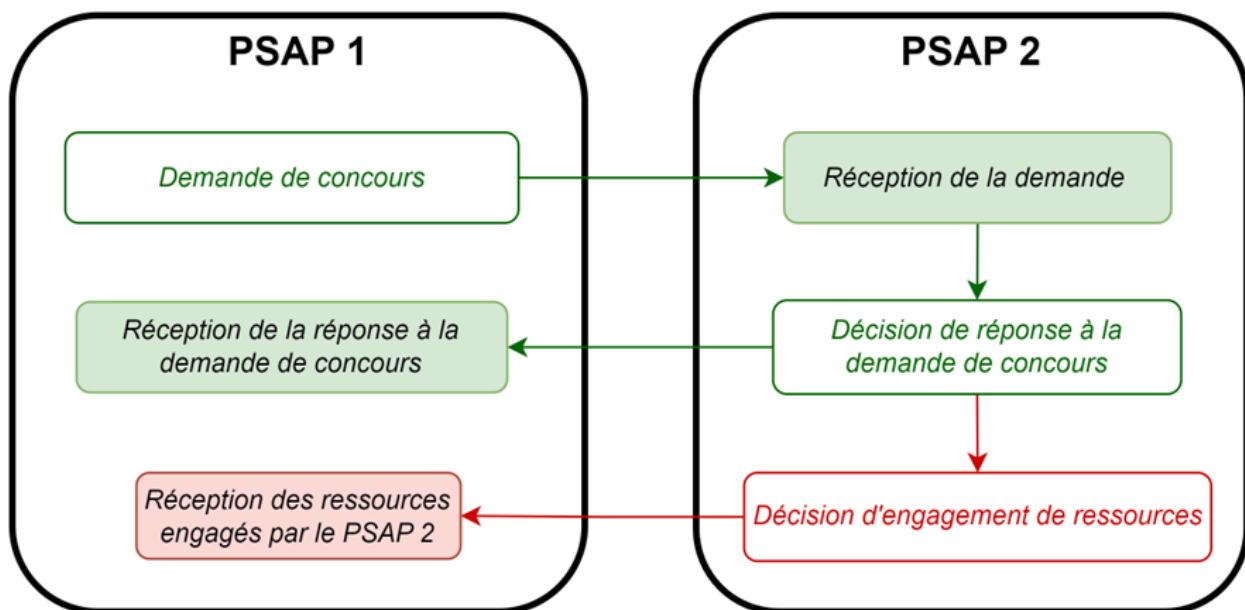 PSAP 1
PSAP 2
Demande de concours
Réception de la demande
Réception de la réponse à la
demande de concours
Décision de réponse à la
demande de concours
Réception des ressources
engagés par le PSAP 2
Décision d'engagement de ressources